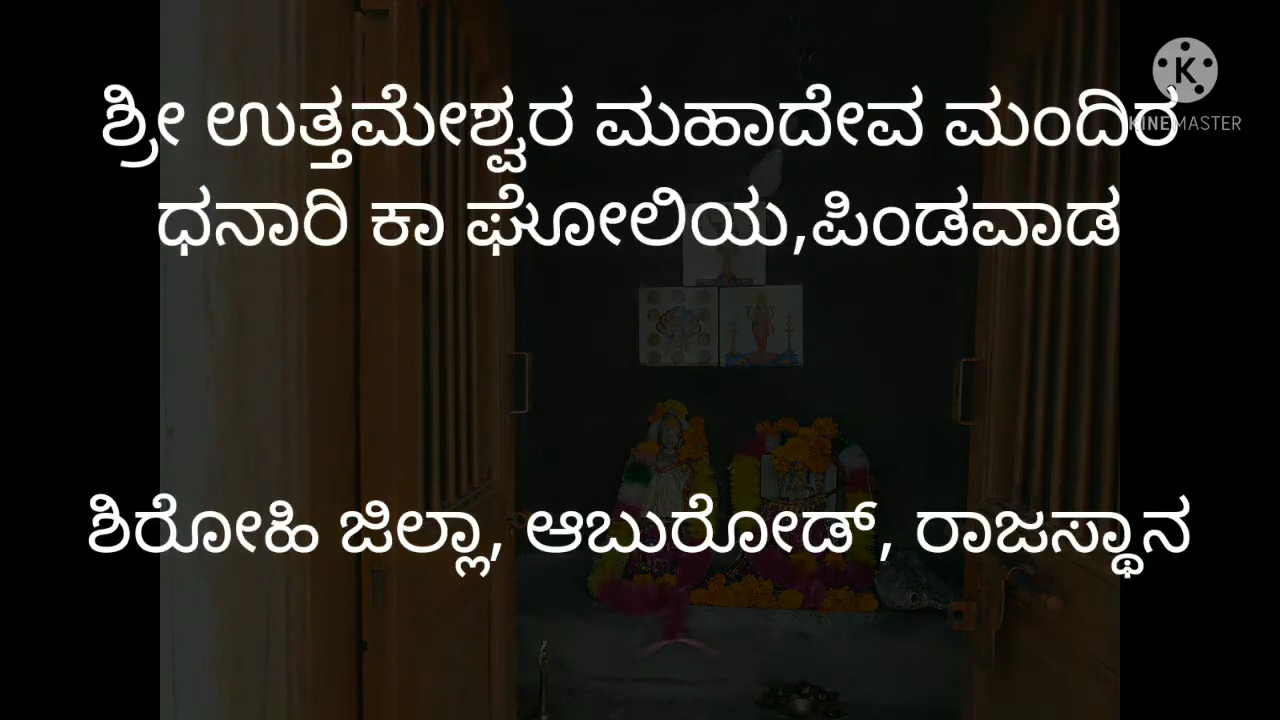 ಶ್ರೀ ಉತ್ತಮೇಶ್ವರ ಮಹಾದೇವ ಮಂದಿರ
K
KINEMASTER
ಧನಾರಿ ಕಾ ಘೋಲಿಯ,ಪಿಂಡವಾಡ
ಶಿರೋಹಿ ಜಿಲ್ಲಾ, ಆಬುರೋಡ್, ರಾಜಸ್ಥಾನ